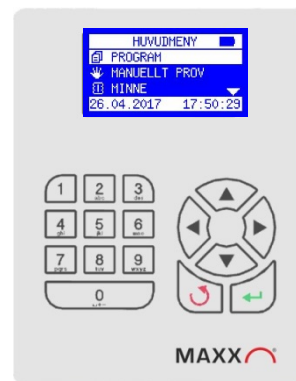 HUVUDMENY
PROGRAM
MANUELLT PROV
MINNE
26.04.2017 17:50:29
1 2 3
abc def
4 5 6
ghi jkl mno
7 8 9
pqrs tuv wxyz
0
MAXX